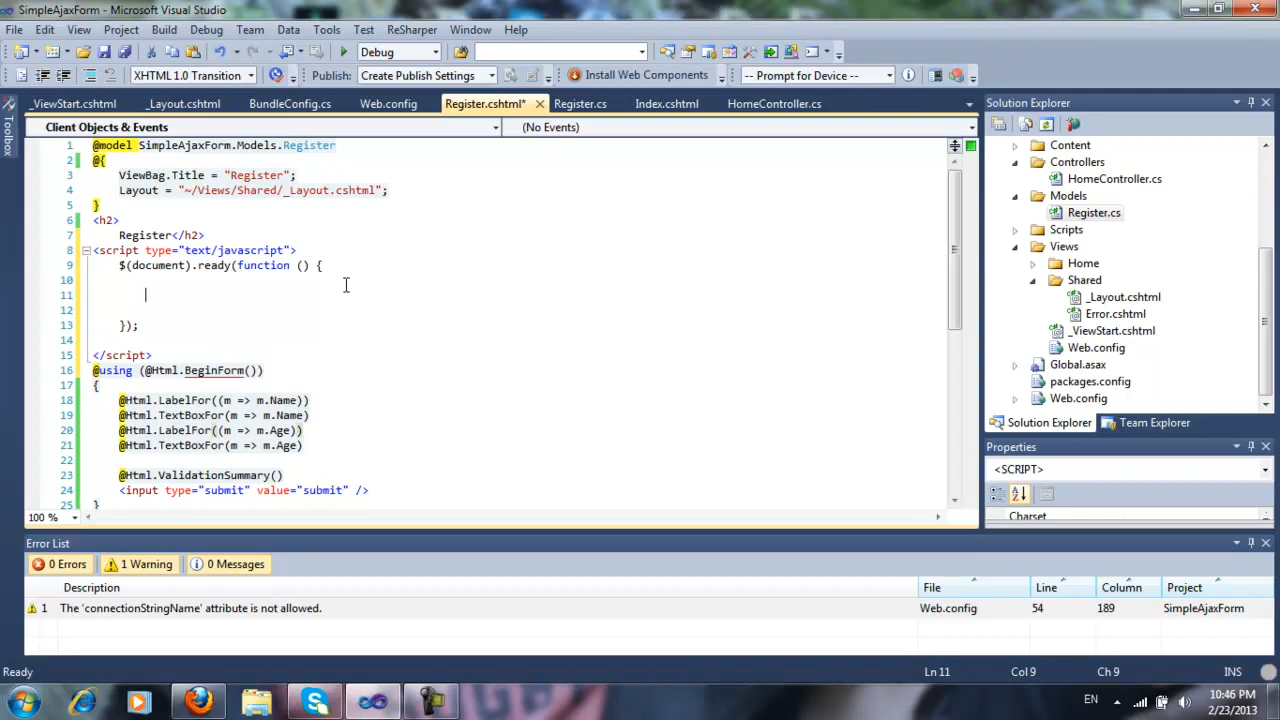 SimpleAjaxForm - Microsoft Visual Studio
File Edit View Project Build Debug Team Data Tools Test ReSharper Window Help
Debug
XHTML 1.0 Transition Publish: Create Publish Settings Install Web Components -- Prompt for Device --
_ViewStart.cshtml _Layout.cshtml BundleConfig.cs Web.config Register.cshtml* Register.cs Index.cshtml HomeController.cs
Client Objects & Events (No Events)
Toolbox
1 @model SimpleAjaxForm.Models.Register
2 @{
3 ViewBag.Title = "Register";
4 Layout = "~/Views/Shared/_Layout.cshtml";
5 }
6 <h2>
7 Register</h2>
8 <script type="text/javascript">
9 $(document).ready(function () {
10
11
12
13 });
14
15 </script>
16 @using (@Html.BeginForm())
17 {
18 @Html.LabelFor((m => m.Name))
19 @Html.TextBoxFor(m => m.Name)
20 @Html.LabelFor((m => m.Age))
21 @Html.TextBoxFor(m => m.Age)
22
23 @Html.ValidationSummary()
24 <input type="submit" value="submit" />
25 }
100 %
Solution Explorer
Content
Controllers
HomeController.cs
Models
Register.cs
Scripts
Views
Home
Shared
_Layout.cshtml
Error.cshtml
_ViewStart.cshtml
Web.config
Global.asax
packages.config
Web.config
Solution Explorer Team Explorer
Properties
<SCRIPT>
Charset
Error List
0 Errors 1 Warning 0 Messages
Description File Line Column Project
1 The 'connectionStringName' attribute is not allowed. Web.config 54 189 SimpleAjaxForm
Ready Ln 11 Col 9 Ch 9 INS
EN 10:46 PM
2/23/2013